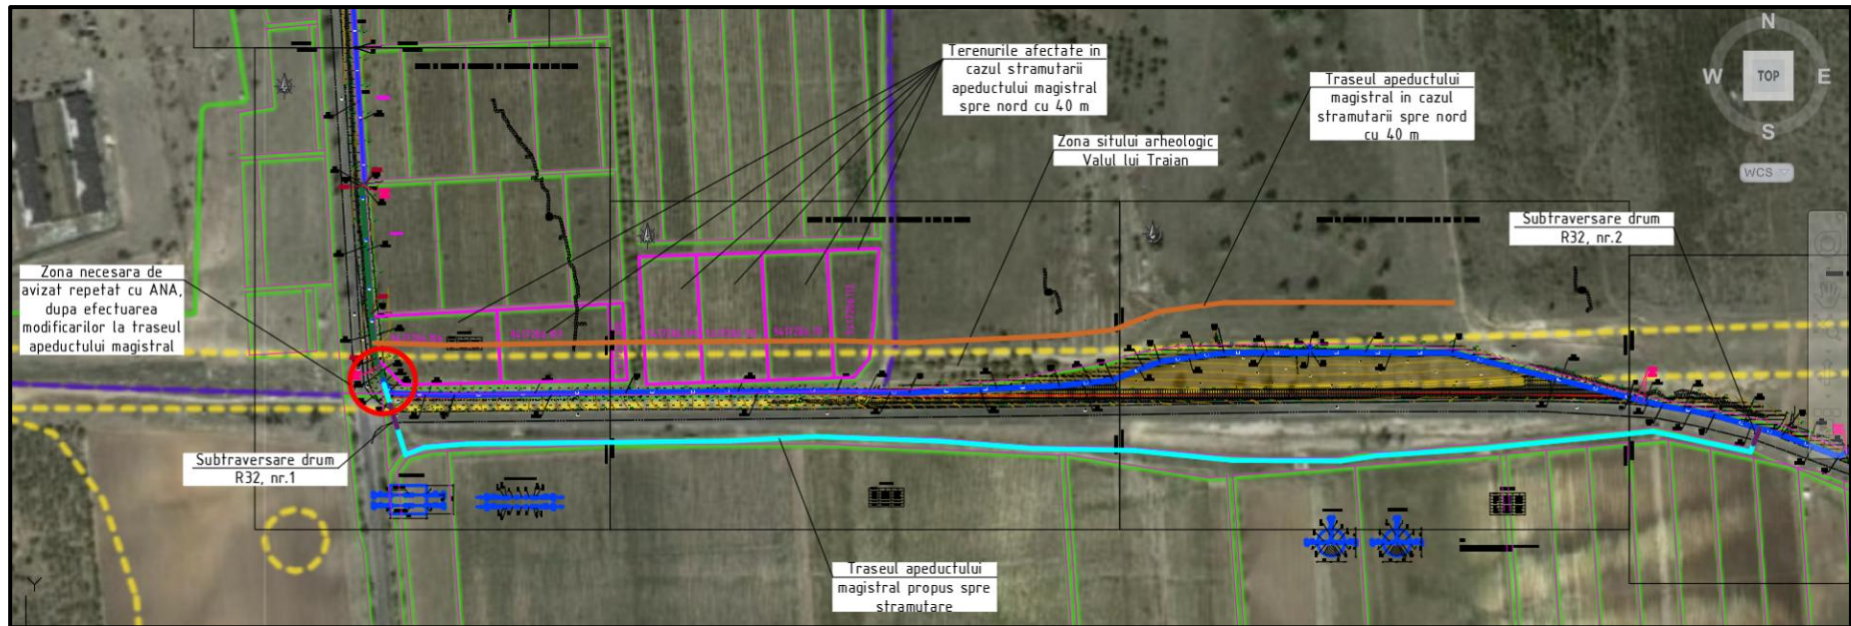 Terenurile afectate in
cazul stramutarii
apeductului magistral
spre nord cu 40 m
Traseul apeductului
magistral in cazul
stramutarii spre nord
cu 40 m
Zona sitului arheologic
Valul lui Traian
N
W
TOP
E
S
WCS
Subtraversare drum
R32, nr.2
Zona necesara de
avizat repetat cu ANA,
dupa efectuarea
modificarilor la traseul
apeductului magistral
Subtraversare drum
R32, nr.1
Traseul apeductului
magistral propus spre
stramutare
Y